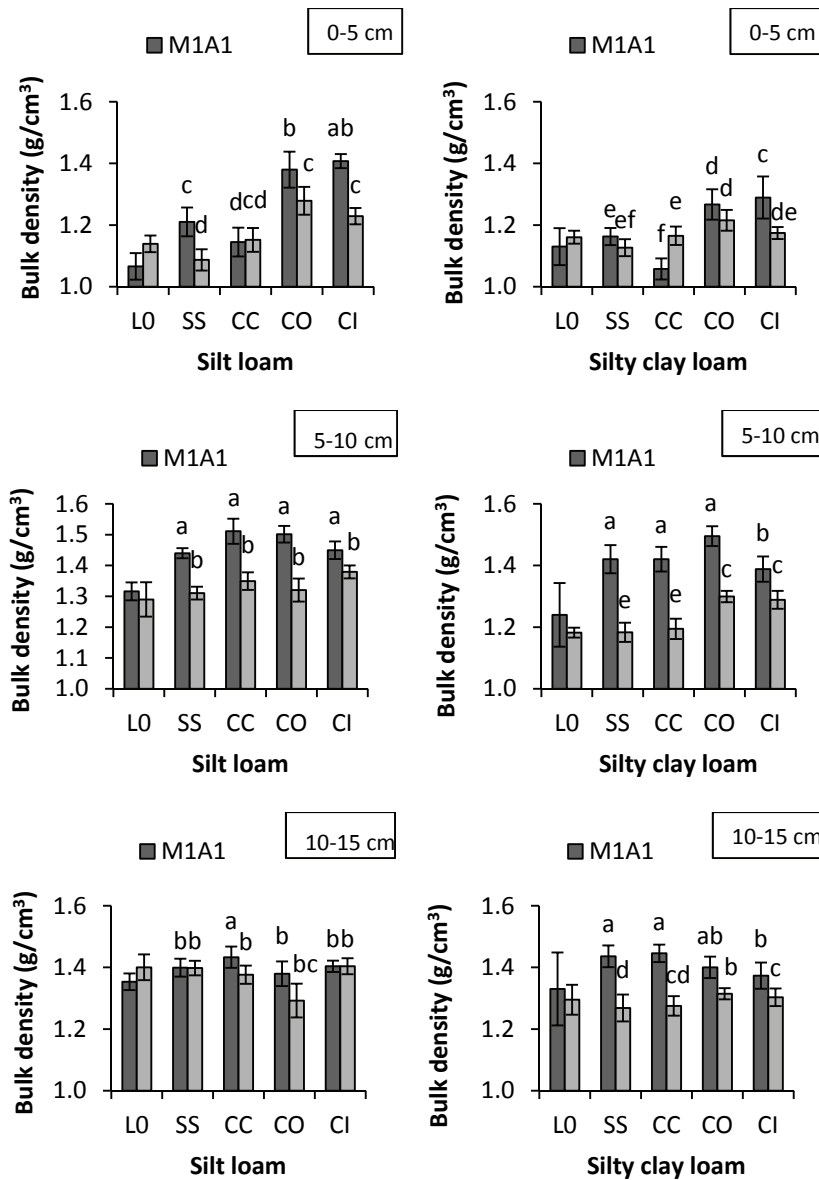 0-5 cm
M1A1
Bulk density (g/cm³)
1.6
1.4
1.2
1.0
c
d
d
cd
b
c
ab
c
L0 SS CC CO CI
Silt loam
0-5 cm
M1A1
Bulk density (g/cm³)
1.6
1.4
1.2
1.0
e
ef
f
e
d
d
c
de
L0 SS CC CO CI
Silty clay loam
5-10 cm
M1A1
Bulk density (g/cm³)
1.6
1.5
1.4
1.3
1.2
1.1
1.0
a
b
a
b
a
b
a
b
L0 SS CC CO CI
Silt loam
5-10 cm
M1A1
Bulk density (g/cm³)
1.6
1.4
1.2
1.0
a
e
a
e
a
c
b
c
L0 SS CC CO CI
Silty clay loam
10-15 cm
M1A1
Bulk density (g/cm³)
1.6
1.4
1.2
1.0
bb
a
b
b
bc
bb
L0 SS CC CO CI
Silt loam
10-15 cm
M1A1
Bulk density (g/cm³)
1.6
1.4
1.2
1.0
a
d
a
cd
ab
b
b
c
L0 SS CC CO CI
Silty clay loam